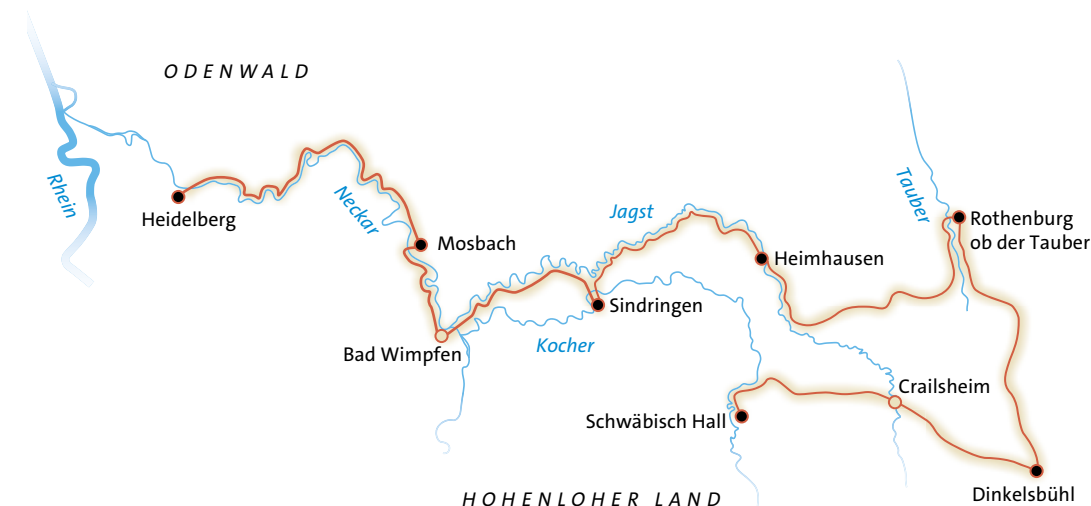 ODENWALD
Rhein
Heidelberg
Neckar
Mosbach
Jagst
Tauber
Rothenburg
ob der Tauber
Heimhausen
Sindringen
Bad Wimpfen
Kocher
Crailsheim
Schwäbisch Hall
Dinkelsbühl
HOHENLOHER LAND